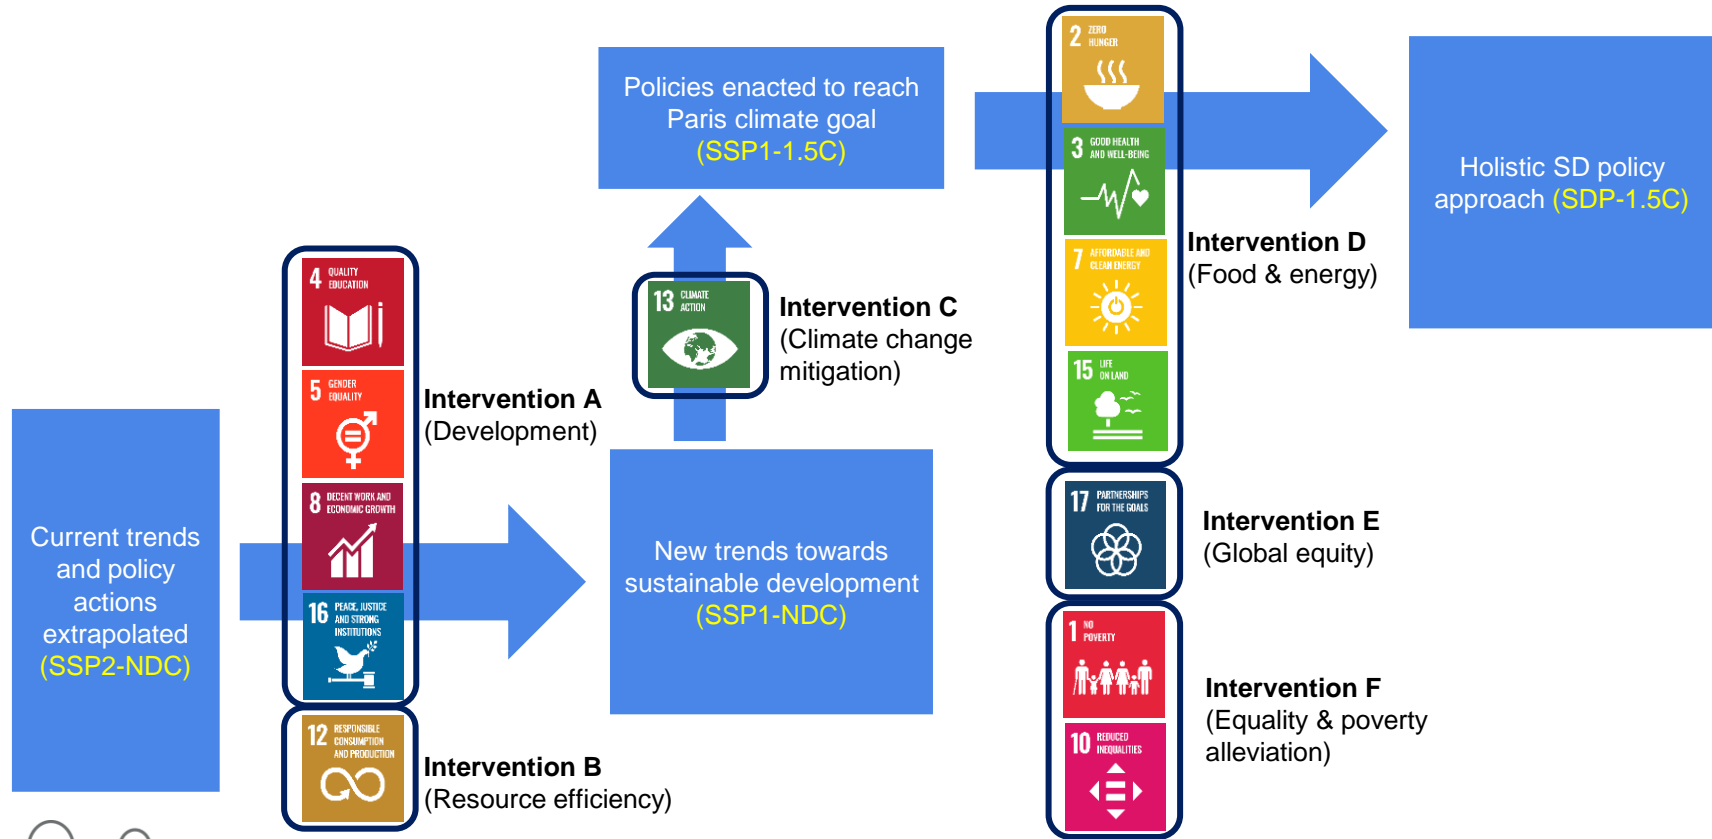 Current trends
and policy
actions
extrapolated
(SSP2-NDC)
4 QUALITY
EDUCATION
5 GENDER
EQUALITY
8 DECENT WORK AND
ECONOMIC GROWTH
16 PEACE, JUSTICE
AND STRONG
INSTITUTIONS
Intervention A
(Development)
12 RESPONSIBLE
CONSUMPTION
AND PRODUCTION
Intervention B
(Resource efficiency)
New trends towards
sustainable development
(SSP1-NDC)
13 CLIMATE
ACTION
Intervention C
(Climate change
mitigation)
Policies enacted to reach
Paris climate goal
(SSP1-1.5C)
2 ZERO
HUNGER
3 GOOD HEALTH
AND WELL-BEING
7 AFFORDABLE AND
CLEAN ENERGY
15 LIFE
ON LAND
Intervention D
(Food & energy)
17 PARTNERSHIPS
FOR THE GOALS
Intervention E
(Global equity)
1 NO
POVERTY
10 REDUCED
INEQUALITIES
Intervention F
(Equality & poverty
alleviation)
Holistic SD policy
approach (SDP-1.5C)